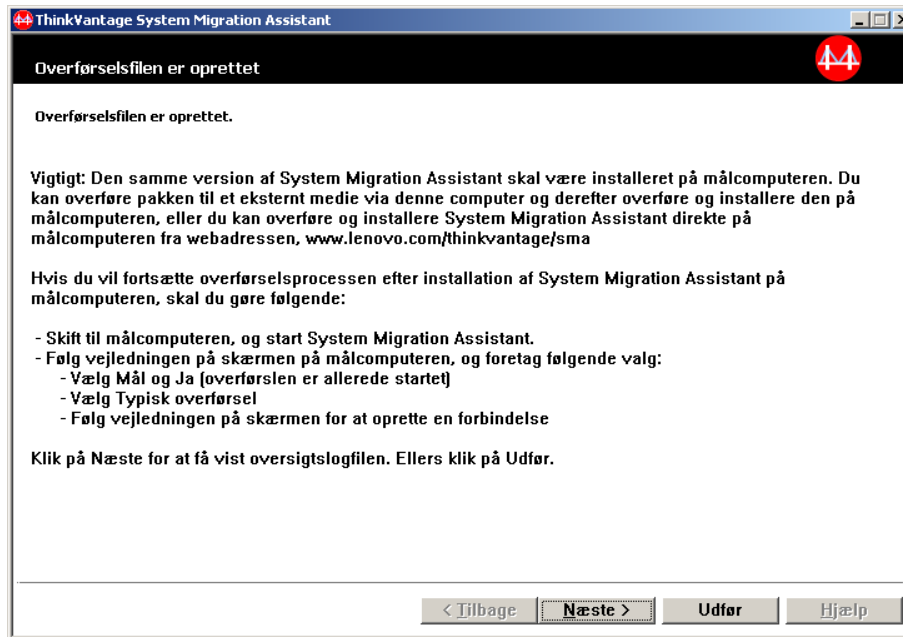 ThinkVantage System Migration Assistant
Overførselsfilen er oprettet
Overførselsfilen er oprettet.
Vigtigt: Den samme version af System Migration Assistant skal være installeret på målcomputeren. Du
kan overføre pakken til et eksternt medie via denne computer og derefter overføre og installere den på
målcomputeren, eller du kan overføre og installere System Migration Assistant direkte på
målcomputeren fra webadressen, www.lenovo.com/thinkvantage/sma
Hvis du vil fortsætte overførselsprocessen efter installation af System Migration Assistant på
målcomputeren, skal du gøre følgende:
- Skift til målcomputeren, og start System Migration Assistant.
- Følg vejledningen på skærmen på målcomputeren, og foretag følgende valg:
- Vælg Mål og Ja (overførslen er allerede startet)
- Vælg Typisk overførsel
- Følg vejledningen på skærmen for at oprette en forbindelse
Klik på Næste for at få vist oversigtslogfilen. Ellers klik på Udfør.
< Tilbage Næste > Udfør Hjælp